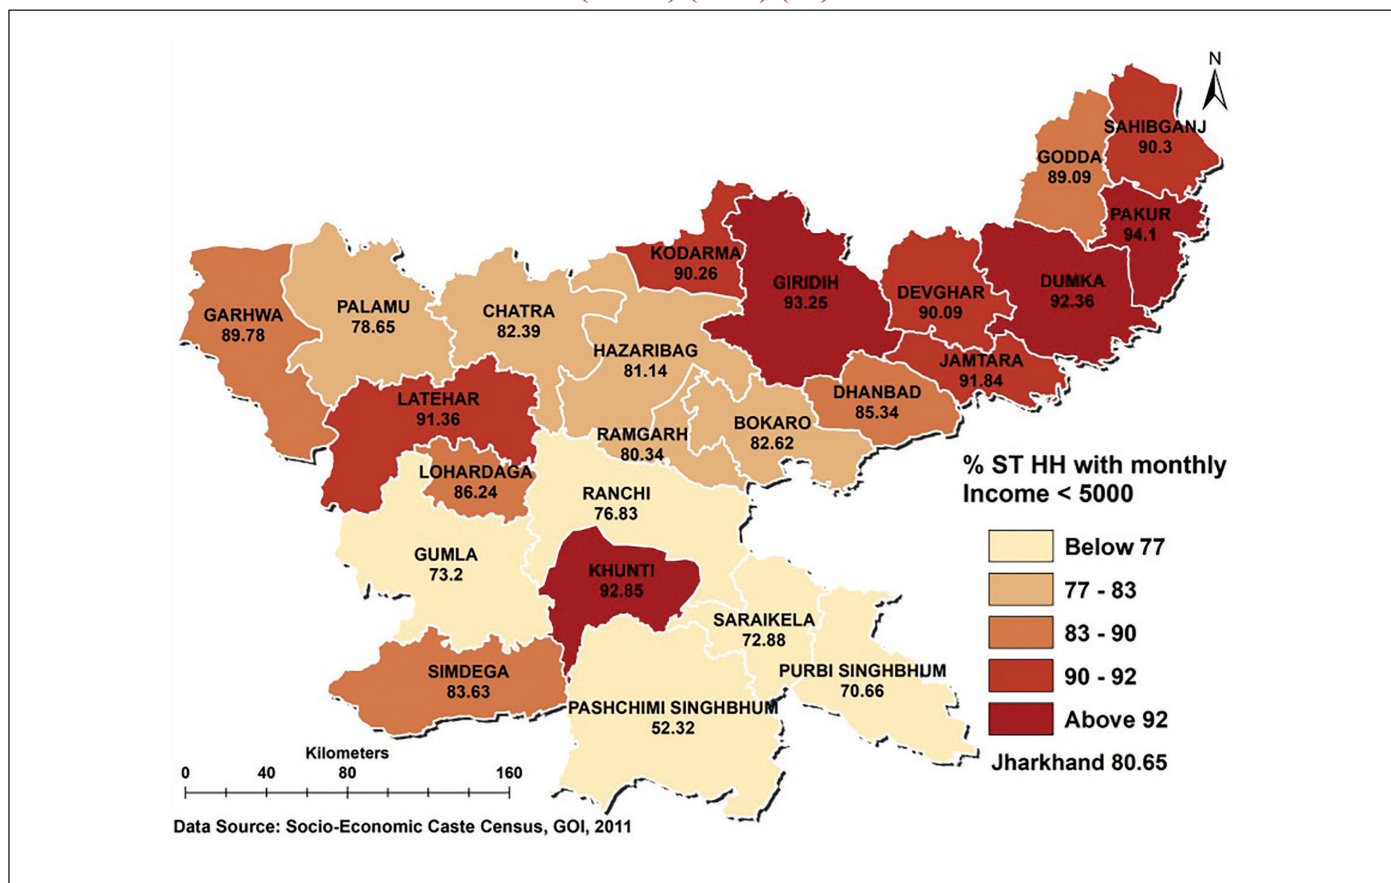 N
SAHIBGANJ
90.3
GODDA
89.09
PAKUR
94.1
KODARMA
90.26
GIRIDIH
93.25
DEVGHAR
90.09
DUMKA
92.36
GARHWA
89.78
PALAMU
78.65
CHATRA
82.39
HAZARIBAG
81.14
JAMTARA
91.84
LATEHAR
91.36
DHANBAD
85.34
BOKARO
82.62
RAMGARH
80.34
LOHARDAGA
86.24
RANCHI
76.83
GUMLA
73.2
KHUNTI
92.85
SARAIKELA
72.88
SIMDEGA
83.63
PURBI SINGHBHUM
70.66
PASHCHIMI SINGHBHUM
52.32
% ST HH with monthly
Income < 5000
Below 77
77 - 83
83 - 90
90 - 92
Above 92
Jharkhand 80.65
Kilometers
0 40 80 160
Data Source: Socio-Economic Caste Census, GOI, 2011